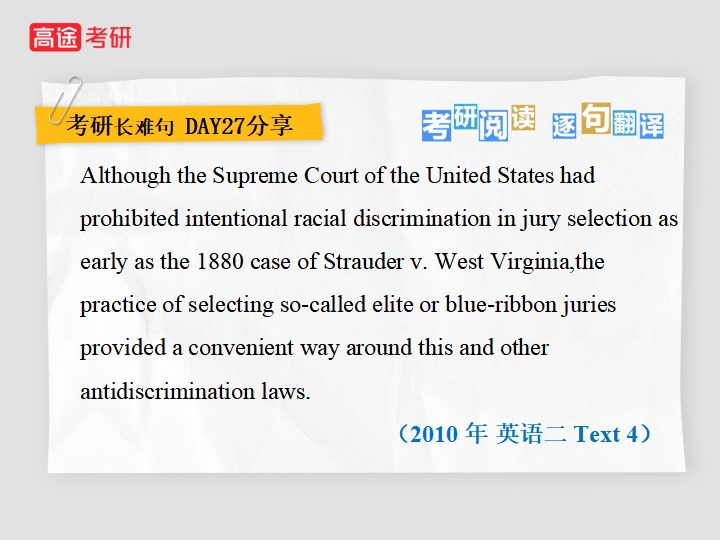 高途考研
考研长难句 DAY27分享
考研阅读 逐句翻译
Although the Supreme Court of the United States had
prohibited intentional racial discrimination in jury selection as
early as the 1880 case of Strauder v. West Virginia,the
practice of selecting so-called elite or blue-ribbon juries
provided a convenient way around this and other
antidiscrimination laws.
（2010 年 英语二 Text 4）